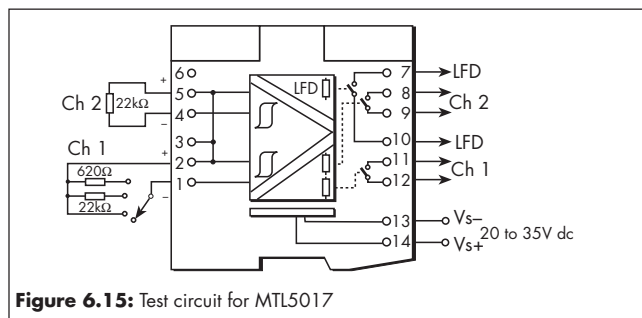 6
5
4
3
2
1
+
Ch 2
22kΩ
−
Ch 1
+
620Ω
22kΩ
−
LFD
7
LFD
8
Ch 2
9
10
LFD
11
Ch 1
12
13
Vs−
20 to 35V dc
14
Vs+
Figure 6.15: Test circuit for MTL5017